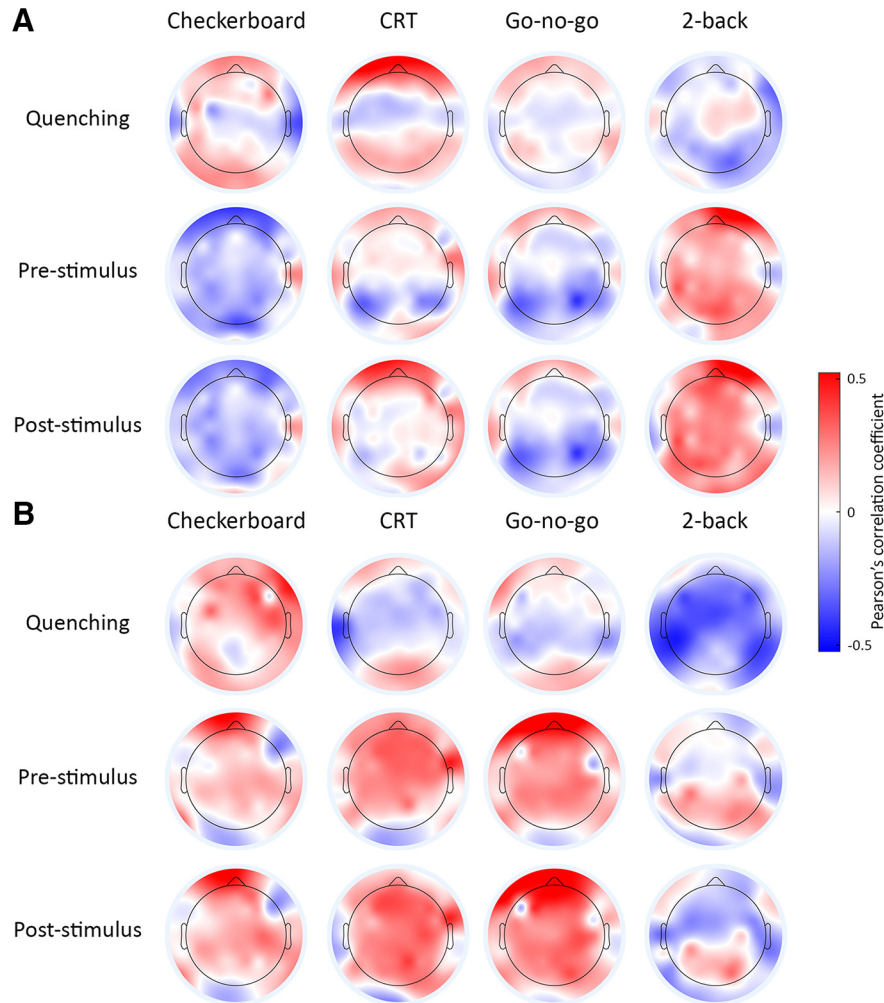 A
Checkerboard CRT Go-no-go 2-back
Quenching
Pre-stimulus
Post-stimulus
0.5
0
-0.5
Pearson's correlation coefficient
B
Checkerboard CRT Go-no-go 2-back
Quenching
Pre-stimulus
Post-stimulus